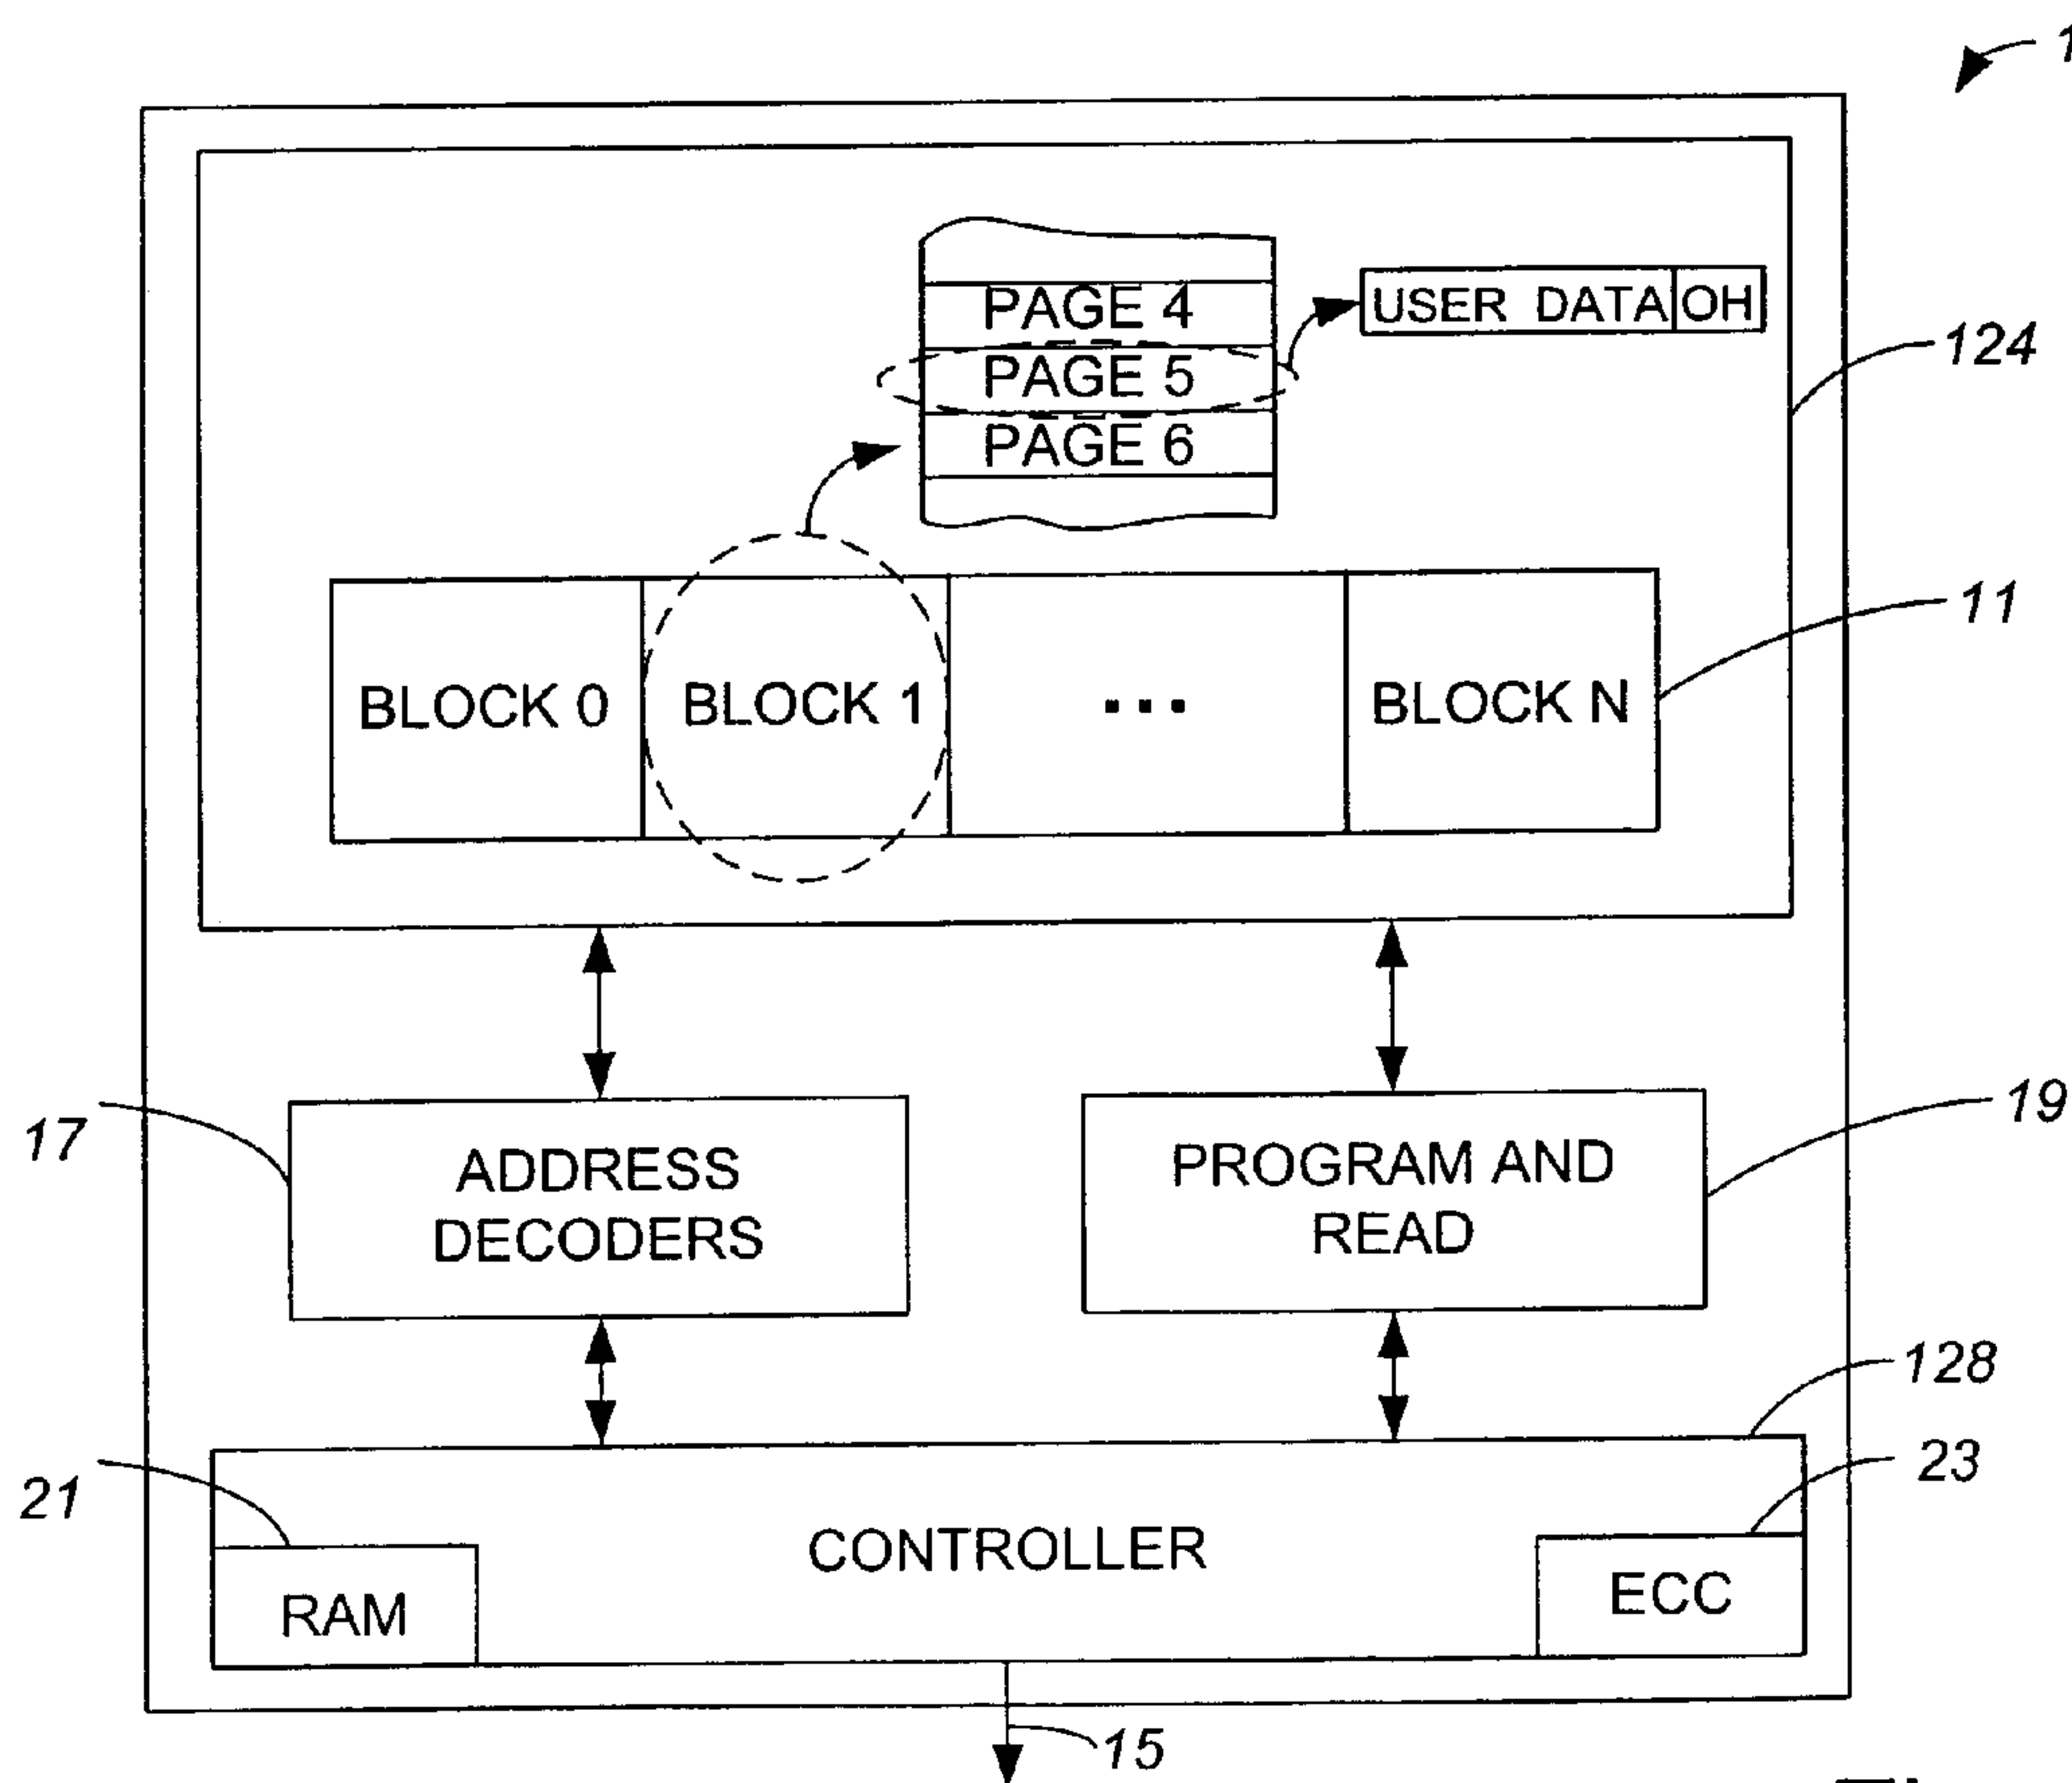 PAGE 4
USER DATA OH
124
PAGE 5
PAGE 6
11
BLOCK 0 BLOCK 1 ... BLOCK N
17
19
ADDRESS
DECODERS
PROGRAM AND
READ
128
23
21
CONTROLLER
RAM
ECC
15